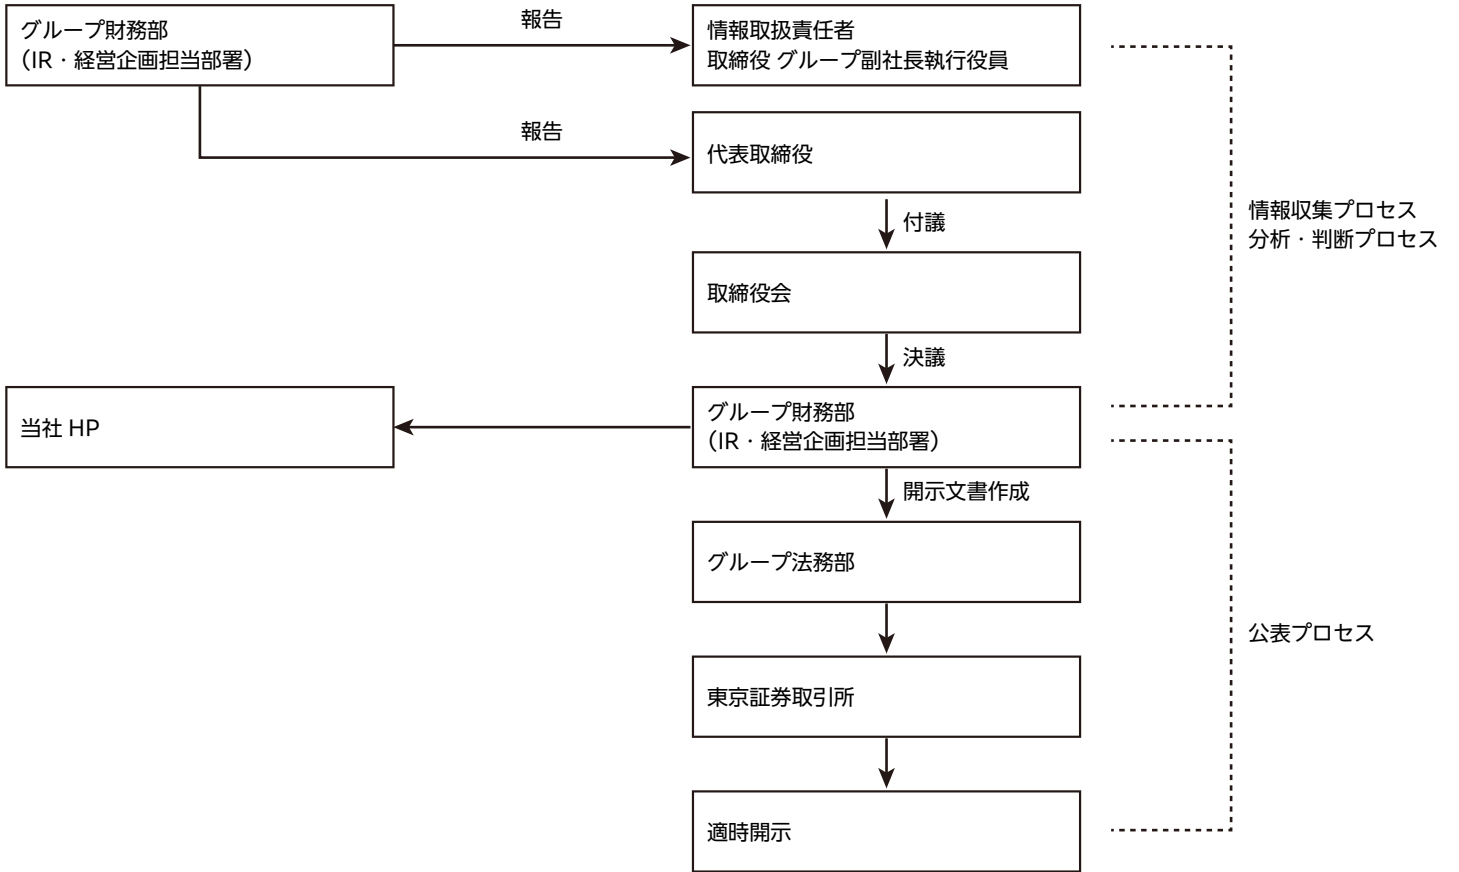 グループ財務部
（IR・経営企画担当部署）
報告
情報取扱責任者
取締役 グループ副社長執行役員
報告
代表取締役
付議
情報収集プロセス
分析・判断プロセス
取締役会
決議
当社 HP
グループ財務部
（IR・経営企画担当部署）
開示文書作成
グループ法務部
公表プロセス
東京証券取引所
適時開示